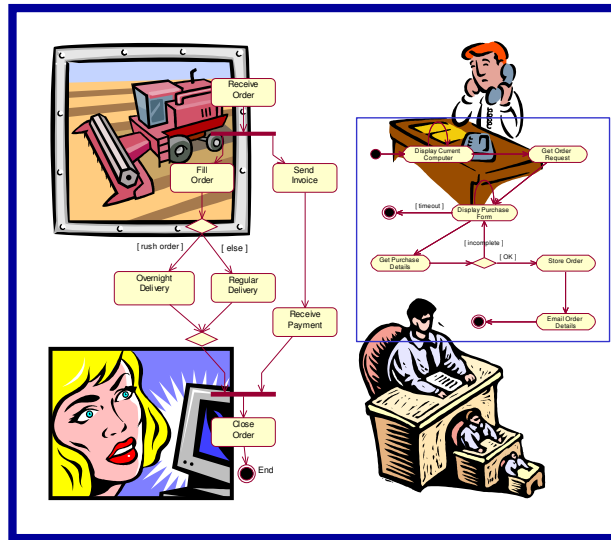 Receive
Order
Fill
Order
Send
Invoice
[ rush order ]
[ else ]
Overnight
Delivery
Regular
Delivery
Receive
Payment
Close
Order
End
Display Current
Computer
Get Order
Request
[ timeout ]
Display Purchase
Form
[ incomplete ]
Get Purchase
Details
[ OK ]
Store Order
Email Order
Details